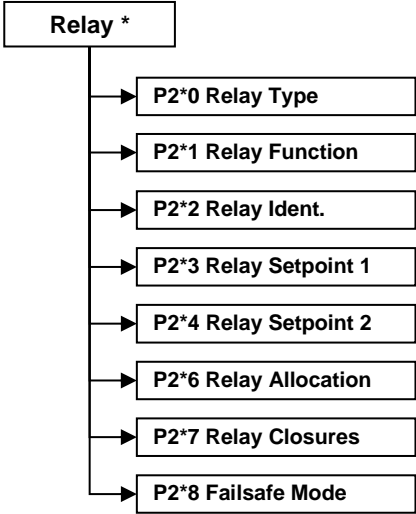 Relay *
P2*0 Relay Type
P2*1 Relay Function
P2*2 Relay Ident.
P2*3 Relay Setpoint 1
P2*4 Relay Setpoint 2
P2*6 Relay Allocation
P2*7 Relay Closures
P2*8 Failsafe Mode